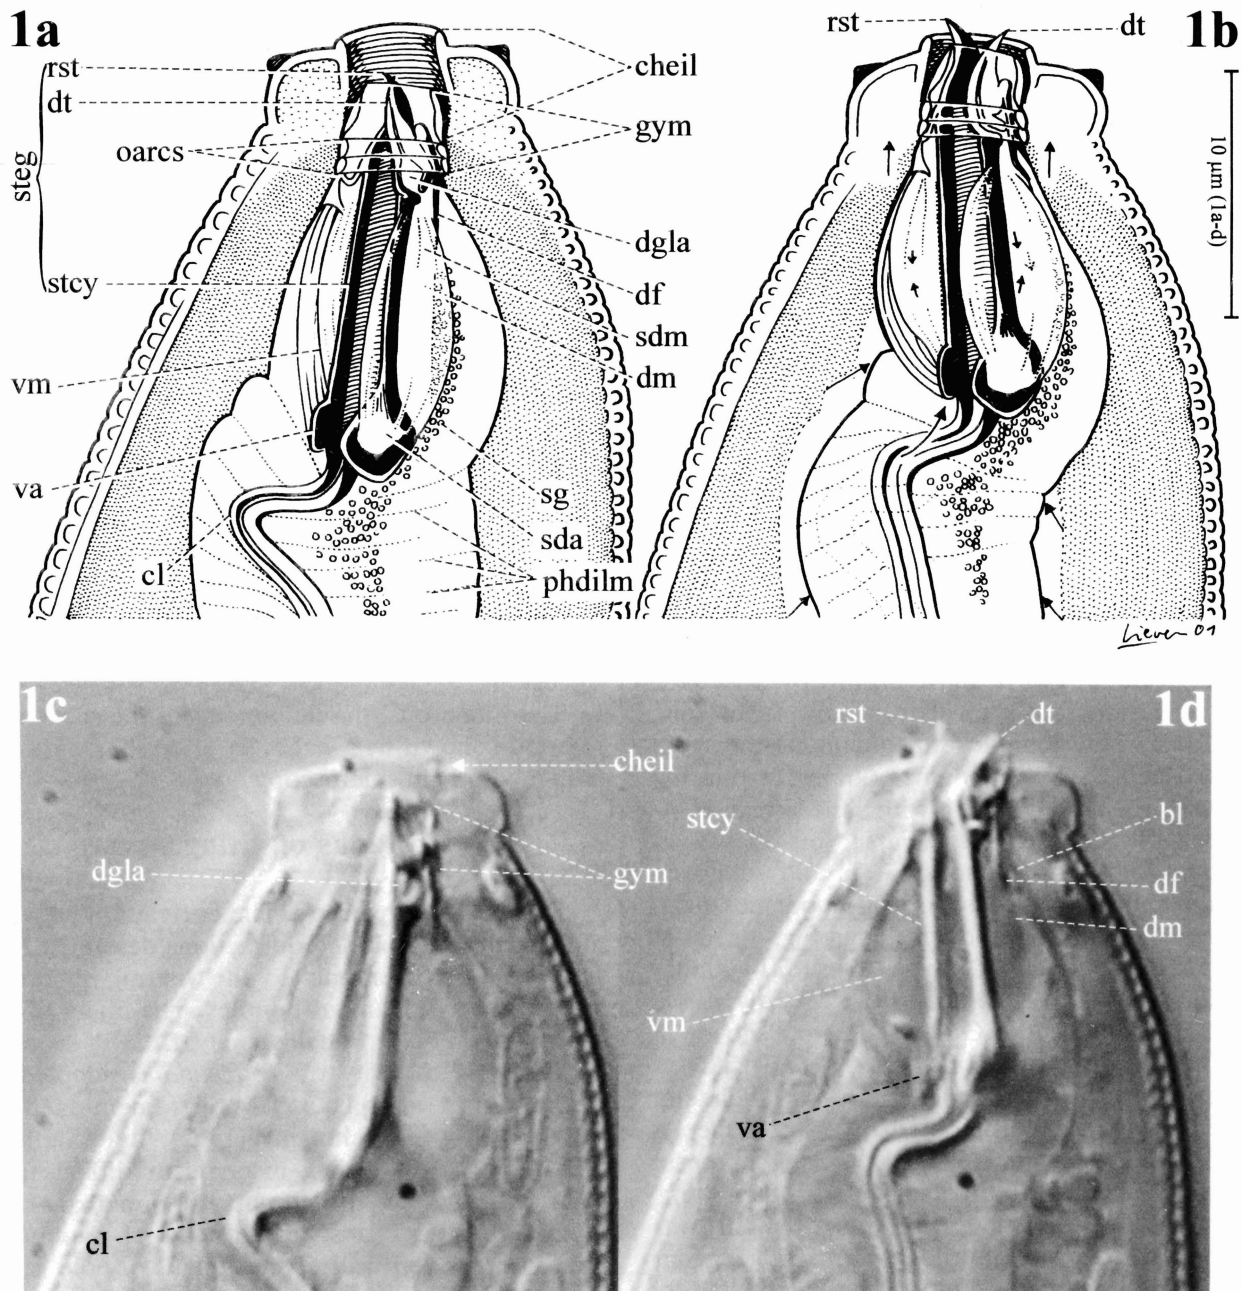 1a
rst
dt
oarcs
steg
stcy
vm
va
cl
cheil
gym
dgla
df
sdm
dm
sg
sda
phdilm
1b
rst
dt
10 µm (1a-d)
Lieven 01
1c
cheil
dgla
gym
cl
1d
rst
dt
stcy
bl
df
dm
vm
va